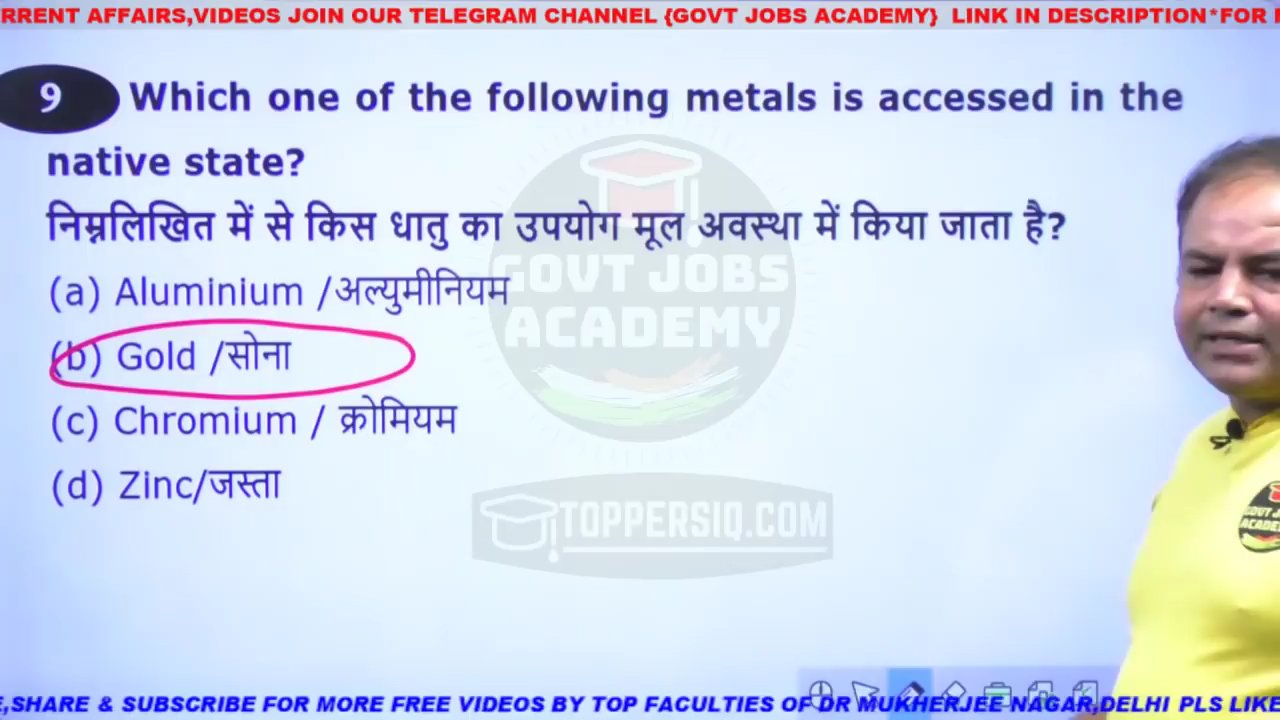 RRENT AFFAIRS,VIDEOS JOIN OUR TELEGRAM CHANNEL {GOVT JOBS ACADEMY} LINK IN DESCRIPTION*FOR
9 Which one of the following metals is accessed in the
native state?
निम्नलिखित में से किस धातु का उपयोग मूल अवस्था में किया जाता है?
(a) Aluminium /अल्युमीनियम
(b) Gold /सोना
(c) Chromium / क्रोमियम
(d) Zinc/जस्ता
GOVT JOBS
ACADEMY
TOPPERSIQ.COM
GOVT J
ACADEM
E,SHARE & SUBSCRIBE FOR MORE FREE VIDEOS BY TOP FACULTIES OF DR MUKHERJEE NAGAR,DELHI PLS LIKE